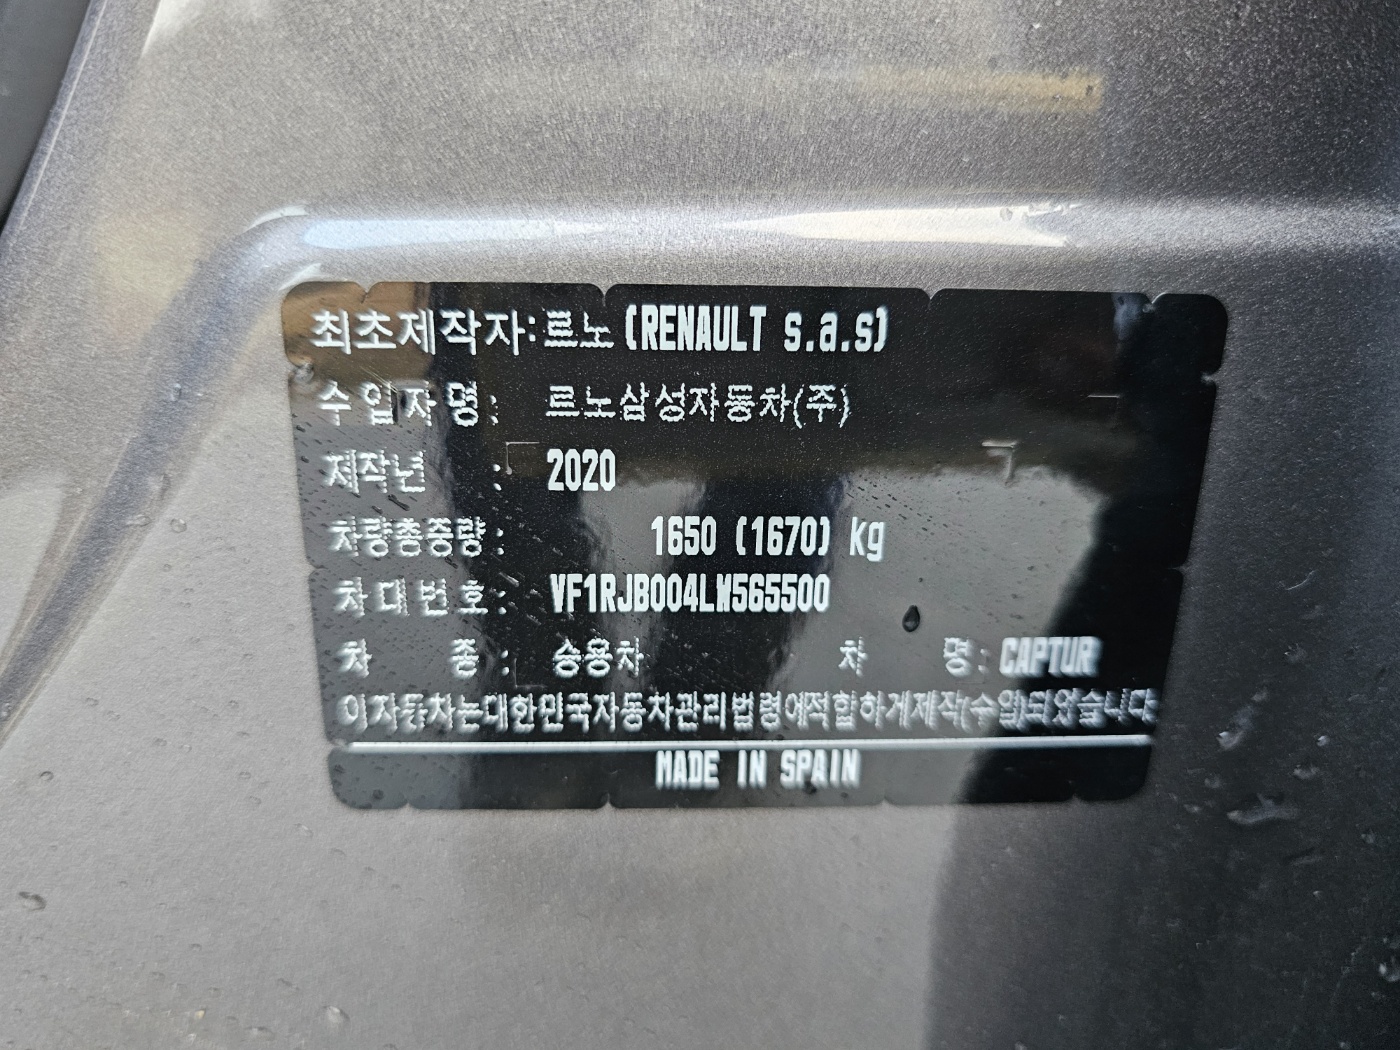 최초제작자:르노 (RENAULT s.a.s)
수입자명: 르노삼성자동차(주)
제작년 : 2020
차량총중량: 1650 (1670) kg
차대번호: VF1RJB004LW565500
차 종: 승용차 차 명: CAPTUR
이자동차는대한민국자동차관리법령에적합하게제작(수입)되었습니다
MADE IN SPAIN